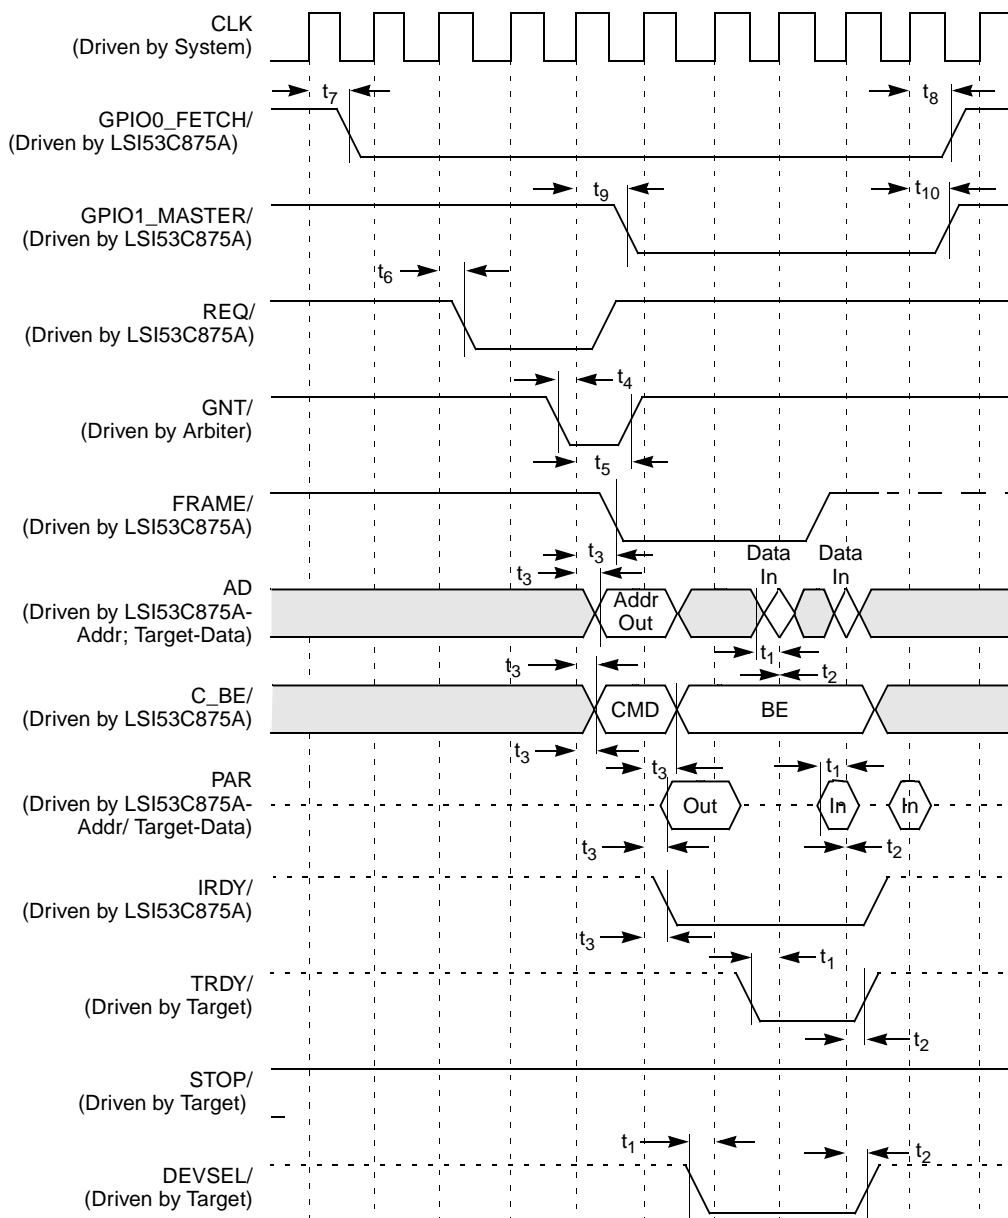 CLK
(Driven by System)
t7
t8
GPIO0_FETCH/
(Driven by LSI53C875A)
t9
t10
GPIO1_MASTER/
(Driven by LSI53C875A)
t6
REQ/
(Driven by LSI53C875A)
t4
GNT/
(Driven by Arbiter)
t5
FRAME/
(Driven by LSI53C875A)
t3
Data In
Data In
t3
AD
(Driven by LSI53C875A-
Addr; Target-Data)
Addr Out
t1
t3
t2
C_BE/
(Driven by LSI53C875A)
CMD
BE
t3
t3
t1
PAR
(Driven by LSI53C875A-
Addr/ Target-Data)
Out
In
In
t3
t2
IRDY/
(Driven by LSI53C875A)
t3
t1
TRDY/
(Driven by Target)
t2
STOP/
(Driven by Target)
t1
t2
DEVSEL/
(Driven by Target)